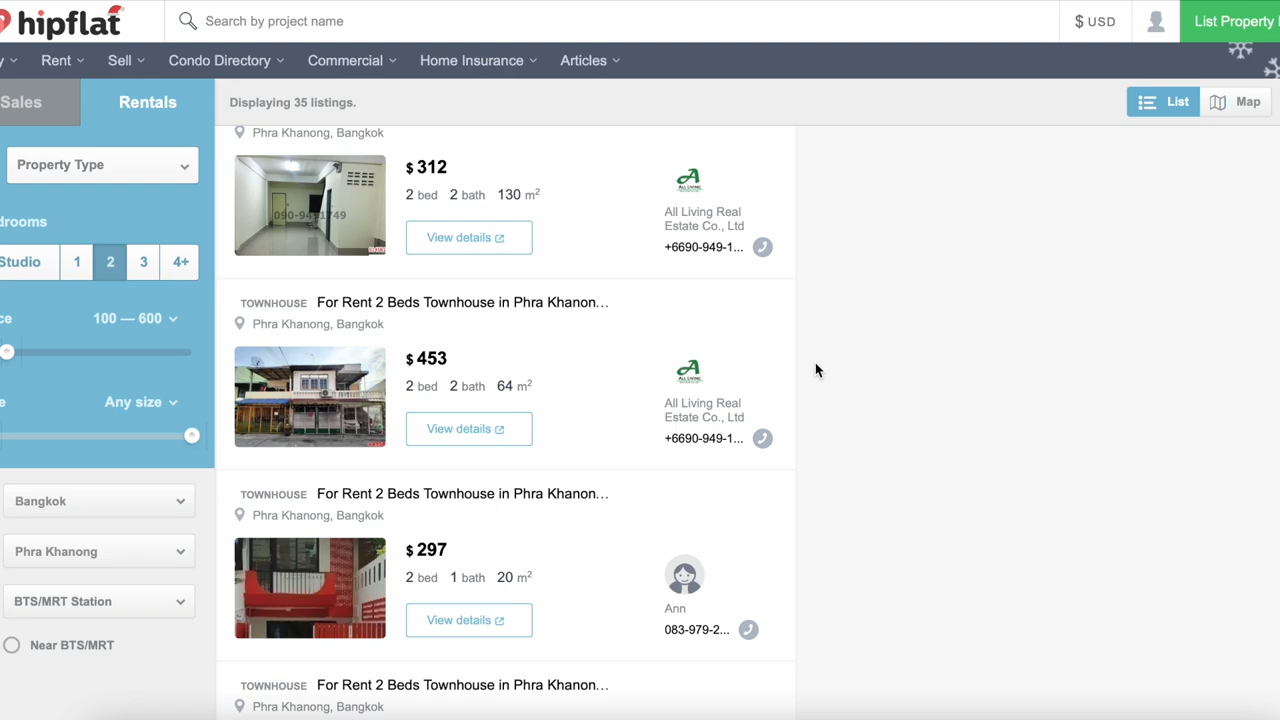 hipflat
Search by project name
$ USD
List Property
Rent
Sell
Condo Directory
Commercial
Home Insurance
Articles
Sales
Rentals
Displaying 35 listings.
List
Map
Property Type
drooms
Studio
1
2
3
4+
100 — 600
Any size
Bangkok
Phra Khanong
BTS/MRT Station
Near BTS/MRT
Phra Khanong, Bangkok
$ 312
2 bed 2 bath 130 m²
View details
ALL LIVING
All Living Real
Estate Co., Ltd
+6690-949-1...
TOWNHOUSE For Rent 2 Beds Townhouse in Phra Khanon...
Phra Khanong, Bangkok
$ 453
2 bed 2 bath 64 m²
View details
ALL LIVING
All Living Real
Estate Co., Ltd
+6690-949-1...
TOWNHOUSE For Rent 2 Beds Townhouse in Phra Khanon...
Phra Khanong, Bangkok
$ 297
2 bed 1 bath 20 m²
View details
Ann
083-979-2...
TOWNHOUSE For Rent 2 Beds Townhouse in Phra Khanon...
Phra Khanong, Bangkok